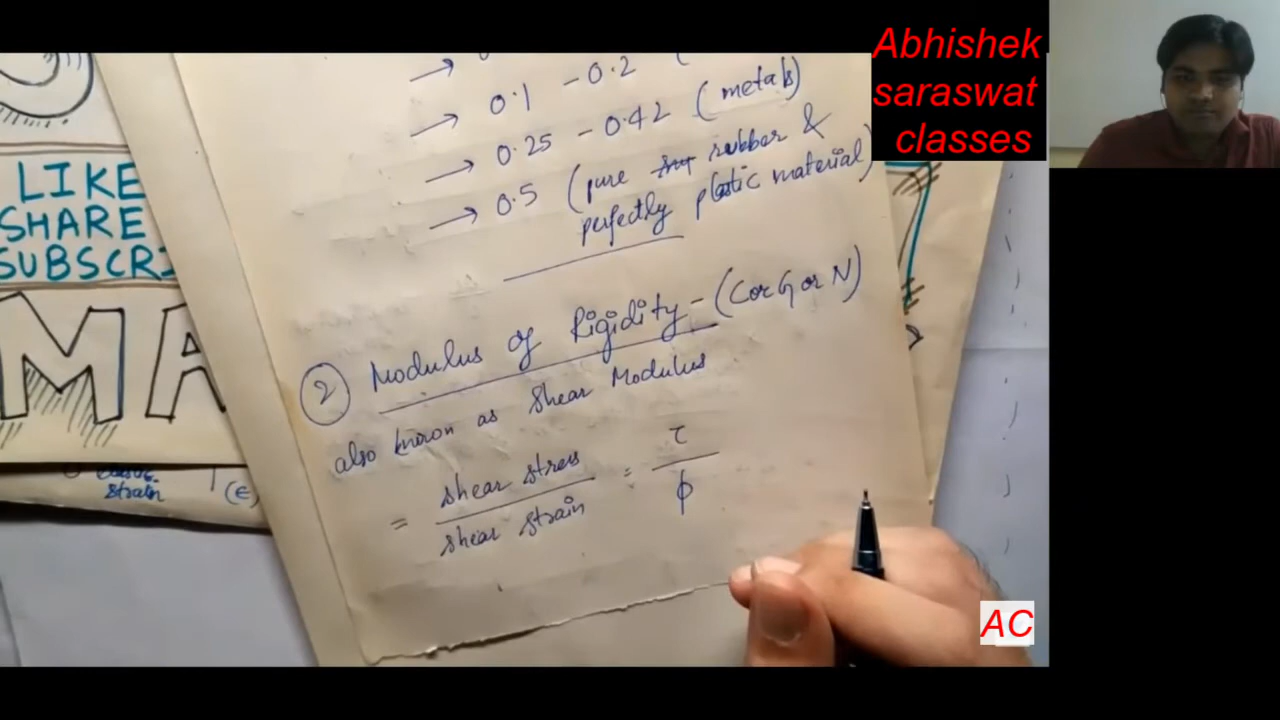 Abhishek
saraswat
classes
→ 0.1 - 0.2 (
→ 0.25 - 0.42 (metals)
→ 0.5 (pure rubber &
perfectly plastic material)
② Modulus of Rigidity - (C or G or N)
also known as Shear Modulus
= shear stress / shear strain = τ / φ
LIKE
SHARE
SUBSCRI
MA
strain
(ε)
AC